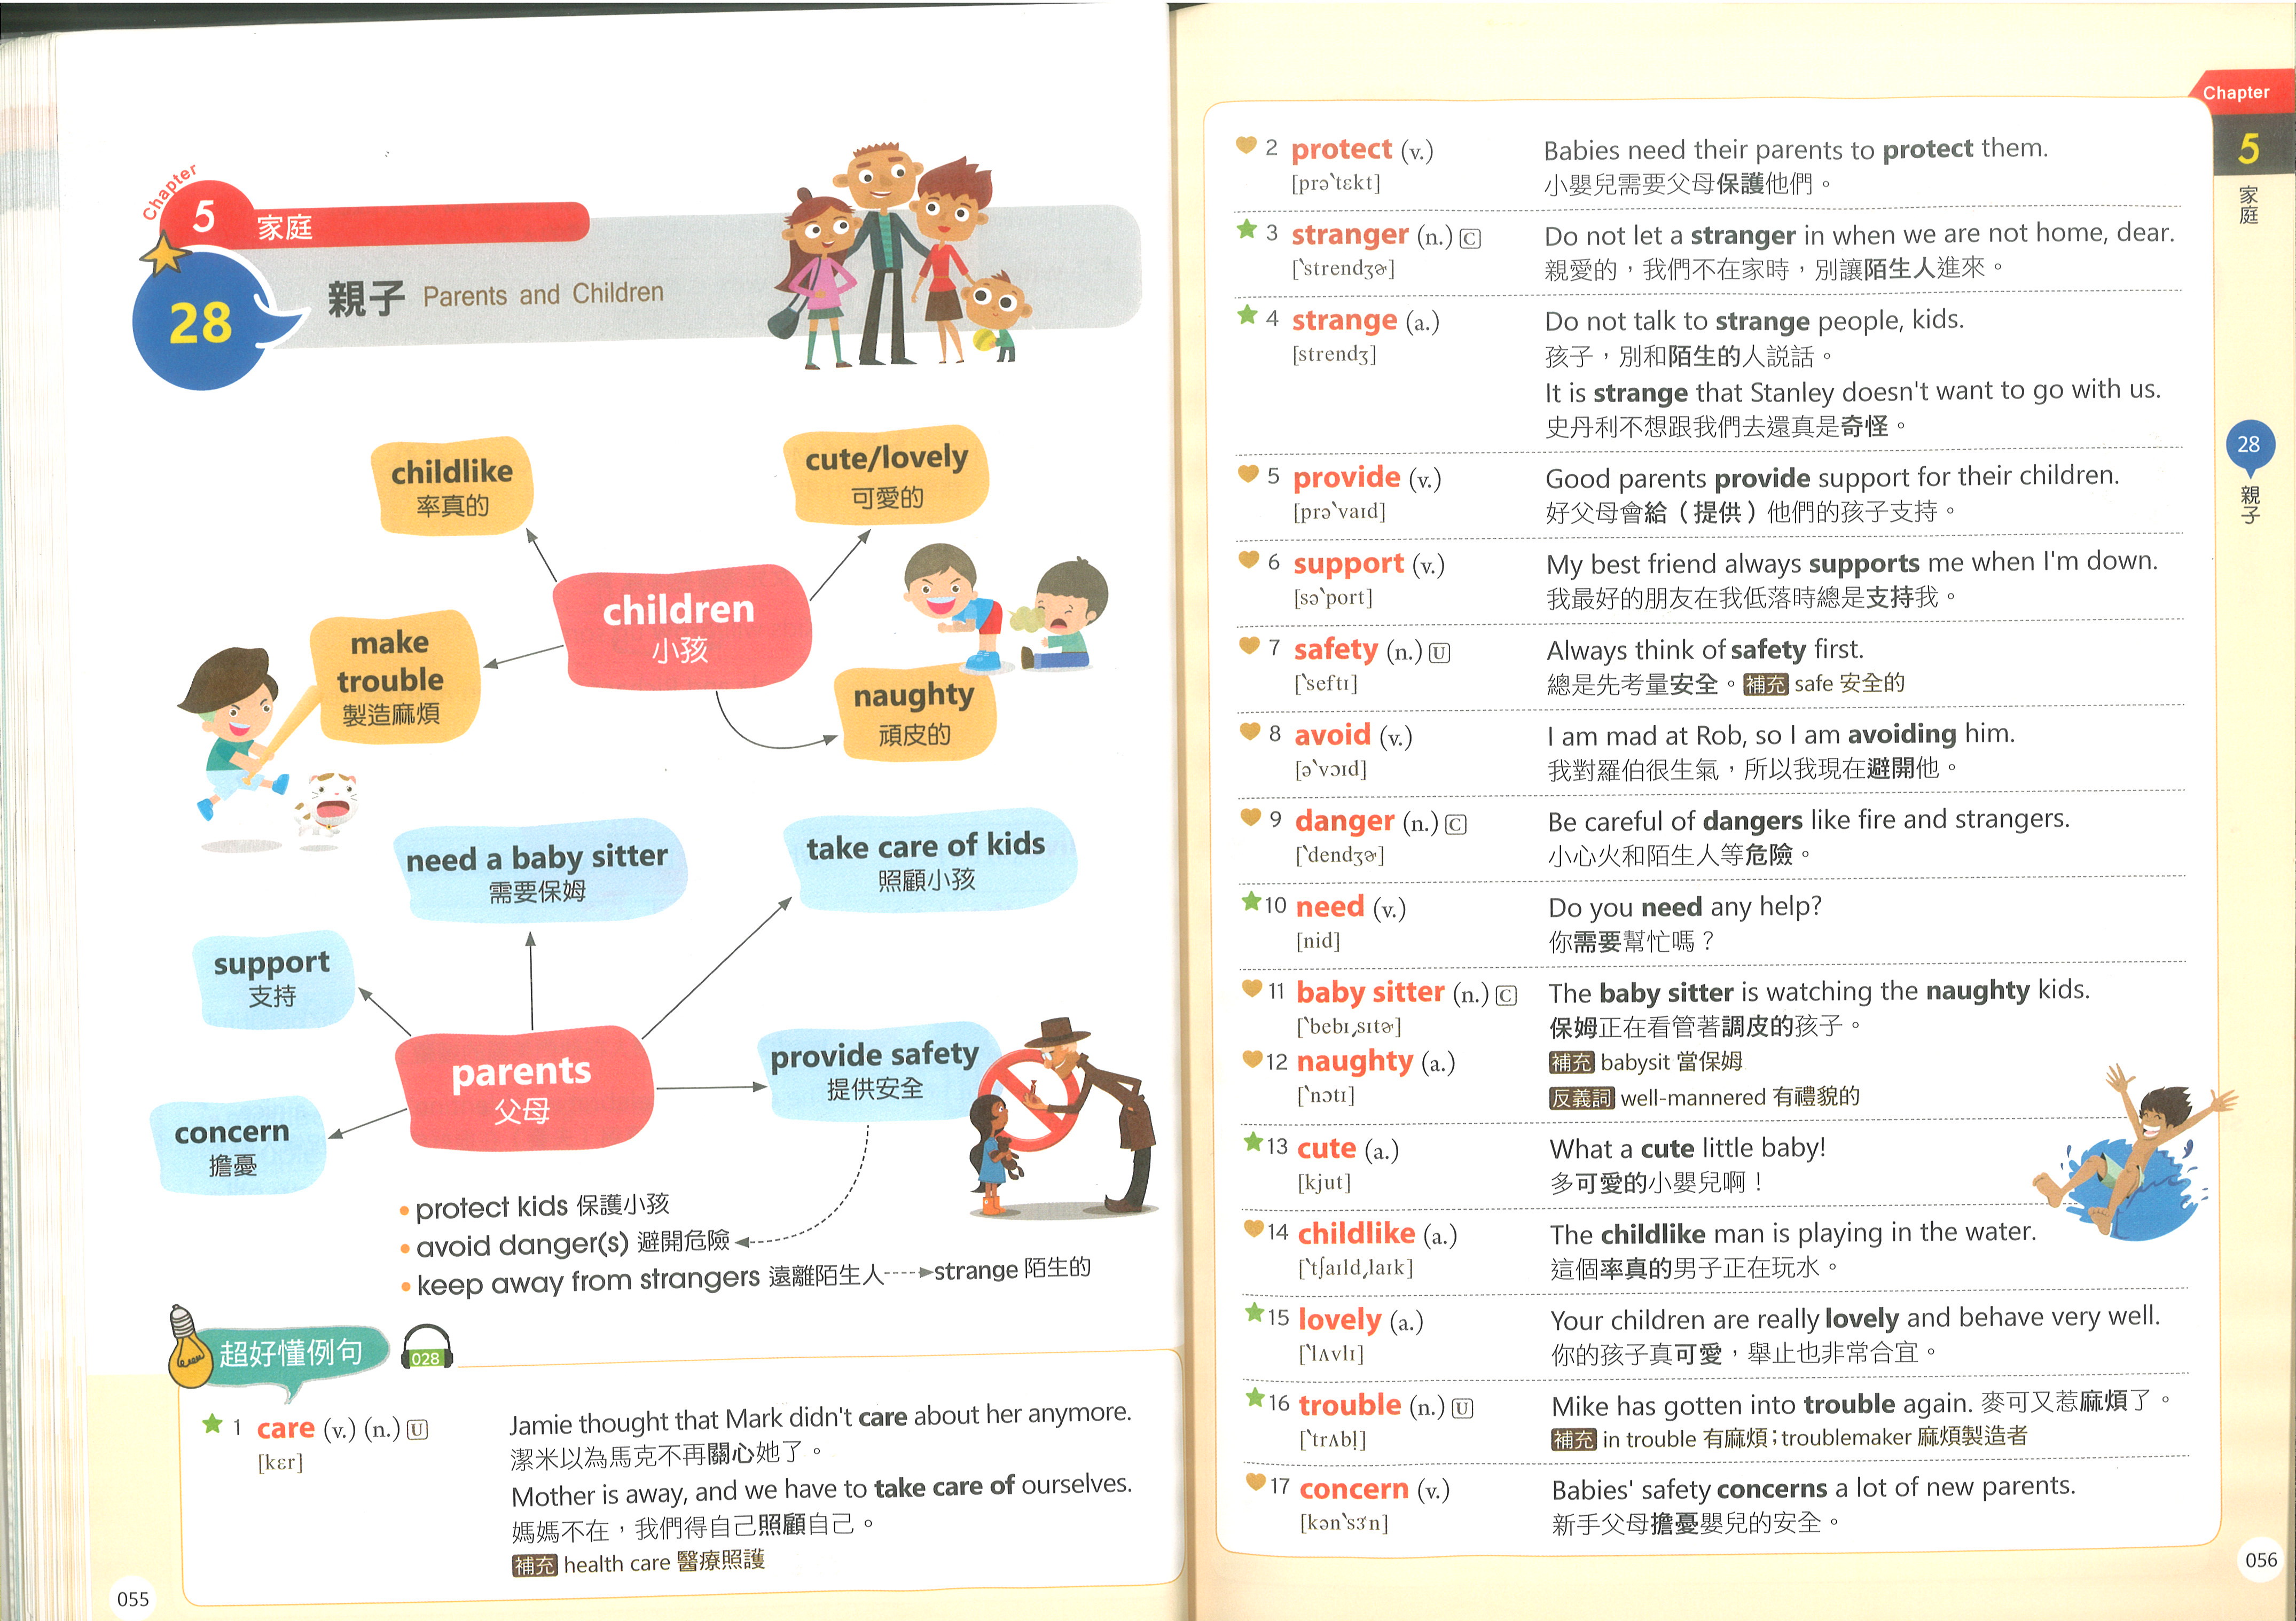 Chapter
5 家庭
28 親子 Parents and Children
childlike
率真的
cute/lovely
可愛的
children
小孩
make
trouble
製造麻煩
naughty
頑皮的
need a baby sitter
需要保姆
take care of kids
照顧小孩
support
支持
parents
父母
provide safety
提供安全
concern
擔憂
• protect kids 保護小孩
• avoid danger(s) 避開危險
• keep away from strangers 遠離陌生人 strange 陌生的
超好懂例句 028
1 care (v.) (n.) U
[kɛr]
Jamie thought that Mark didn't care about her anymore.
潔米以為馬克不再關心她了。
Mother is away, and we have to take care of ourselves.
媽媽不在，我們得自己照顧自己。
補充 health care 醫療照護
055
2 protect (v.) Babies need their parents to protect them.
[prəˋtɛkt] 小嬰兒需要父母保護他們。
3 stranger (n.) C Do not let a stranger in when we are not home, dear.
[ˋstrendʒɚ] 親愛的，我們不在家時，別讓陌生人進來。
4 strange (a.) Do not talk to strange people, kids.
[strendʒ] 孩子，別和陌生的人説話。
It is strange that Stanley doesn't want to go with us.
史丹利不想跟我們去還真是奇怪。
5 provide (v.) Good parents provide support for their children.
[prəˋvaɪd] 好父母會給（提供）他們的孩子支持。
6 support (v.) My best friend always supports me when I'm down.
[səˋport] 我最好的朋友在我低落時總是支持我。
7 safety (n.) U Always think of safety first.
[ˋseftɪ] 總是先考量安全。補充 safe 安全的
8 avoid (v.) I am mad at Rob, so I am avoiding him.
[əˋvɔɪd] 我對羅伯很生氣，所以我現在避開他。
9 danger (n.) C Be careful of dangers like fire and strangers.
[ˋdendʒɚ] 小心火和陌生人等危險。
10 need (v.) Do you need any help?
[nid] 你需要幫忙嗎？
11 baby sitter (n.) C The baby sitter is watching the naughty kids.
[ˋbebɪˏsɪtɚ] 保姆正在看管著調皮的孩子。
12 naughty (a.) 補充 babysit 當保姆
[ˋnɔtɪ] 反義詞 well-mannered 有禮貌的
13 cute (a.) What a cute little baby!
[kjut] 多可愛的小嬰兒啊！
14 childlike (a.) The childlike man is playing in the water.
[ˋtʃaɪldˏlaɪk] 這個率真的男子正在玩水。
15 lovely (a.) Your children are really lovely and behave very well.
[ˋlʌvlɪ] 你的孩子真可愛，舉止也非常合宜。
16 trouble (n.) U Mike has gotten into trouble again. 麥可又惹麻煩了。
[ˋtrʌbl̩] 補充 in trouble 有麻煩；troublemaker 麻煩製造者
17 concern (v.) Babies' safety concerns a lot of new parents.
[kənˋsɝn] 新手父母擔憂嬰兒的安全。
Chapter
5
家庭
28
親子
056